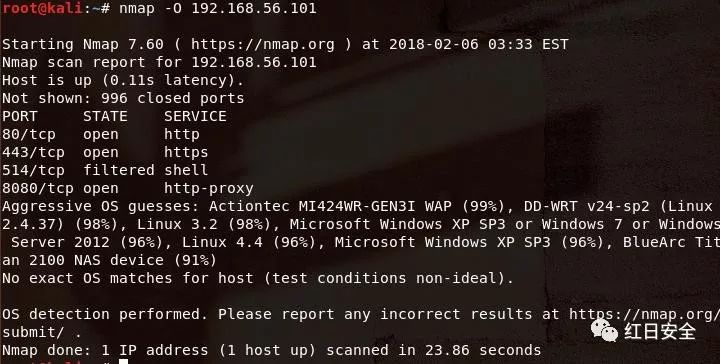 root@kali:~# nmap -O 192.168.56.101
Starting Nmap 7.60 ( https://nmap.org ) at 2018-02-06 03:33 EST
Nmap scan report for 192.168.56.101
Host is up (0.11s latency).
Not shown: 996 closed ports
PORT     STATE    SERVICE
80/tcp   open     http
443/tcp  open     https
514/tcp  filtered shell
8080/tcp open     http-proxy
Aggressive OS guesses: Actiontec MI424WR-GEN3I WAP (99%), DD-WRT v24-sp2 (Linux
2.4.37) (98%), Linux 3.2 (98%), Microsoft Windows XP SP3 or Windows 7 or Windows
 Server 2012 (96%), Linux 4.4 (96%), Microsoft Windows XP SP3 (96%), BlueArc Tit
an 2100 NAS device (91%)
No exact OS matches for host (test conditions non-ideal).
OS detection performed. Please report any incorrect results at https://nmap.org/
submit/ .
红日安全
Nmap done: 1 IP address (1 host up) scanned in 23.86 seconds